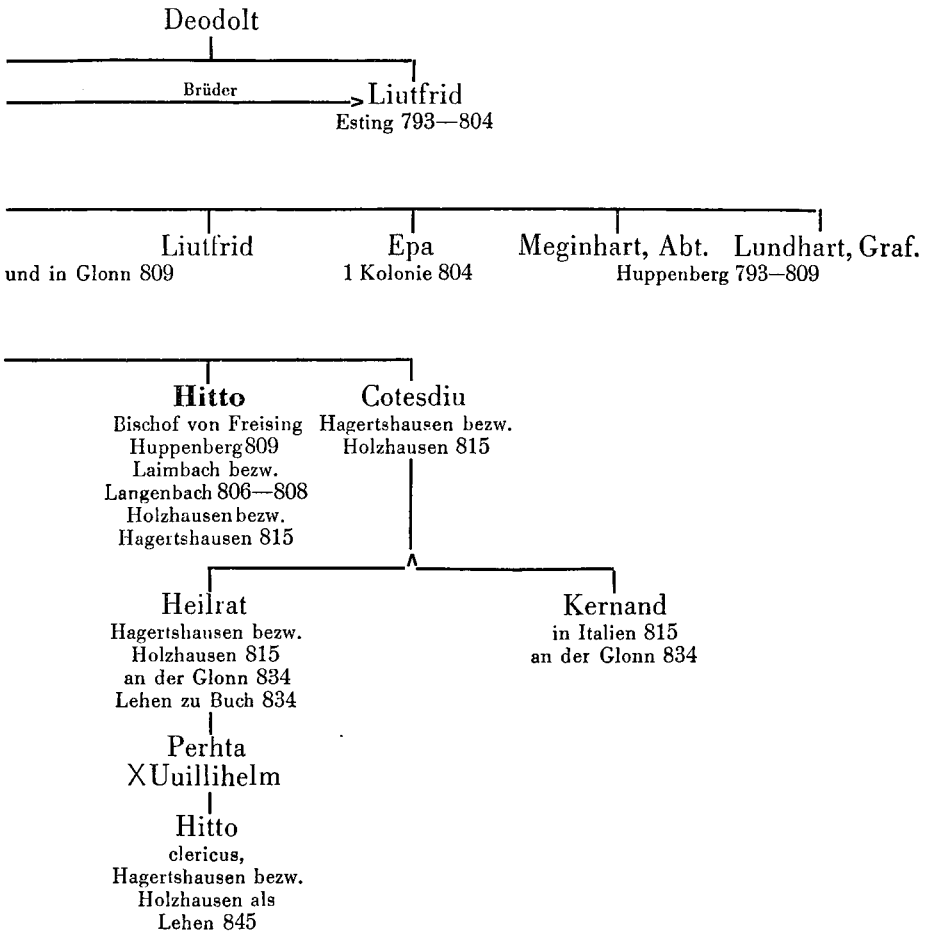 Deodolt
Brüder
Liutfrid
Esting 793—804
Liutfrid
und in Glonn 809
Epa
1 Kolonie 804
Meginhart, Abt. Lundhart, Graf.
Huppenberg 793—809
Hitto
Bischof von Freising
Huppenberg 809
Laimbach bezw.
Langenbach 806—808
Holzhausen bezw.
Hagertshausen 815
Cotesdiu
Hagertshausen bezw.
Holzhausen 815
Heilrat
Hagertshausen bezw.
Holzhausen 815
an der Glonn 834
Lehen zu Buch 834
Kernand
in Italien 815
an der Glonn 834
Perhta
X Uuillihelm
Hitto
clericus,
Hagertshausen bezw.
Holzhausen als
Lehen 845